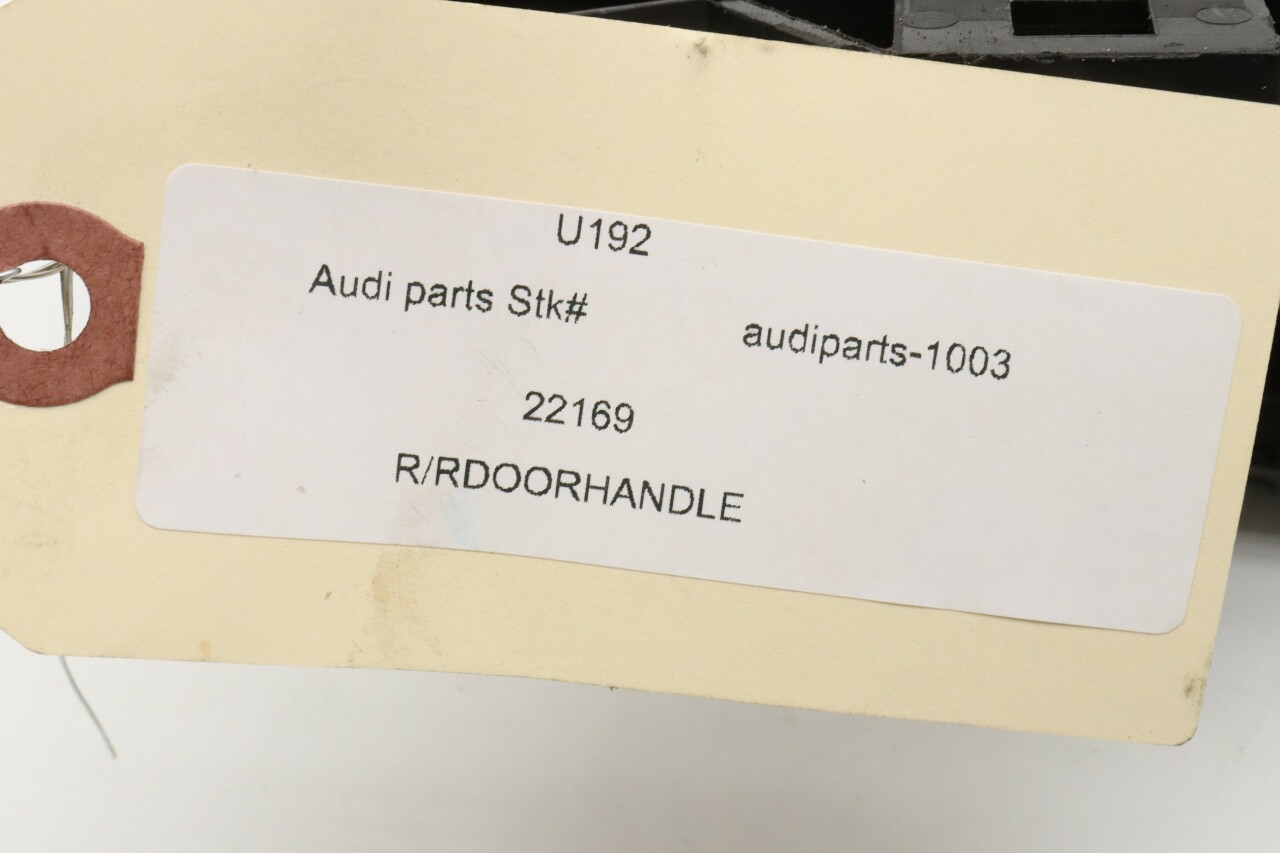 U192
Audi parts Stk# audiparts-1003
22169
R/RDOORHANDLE